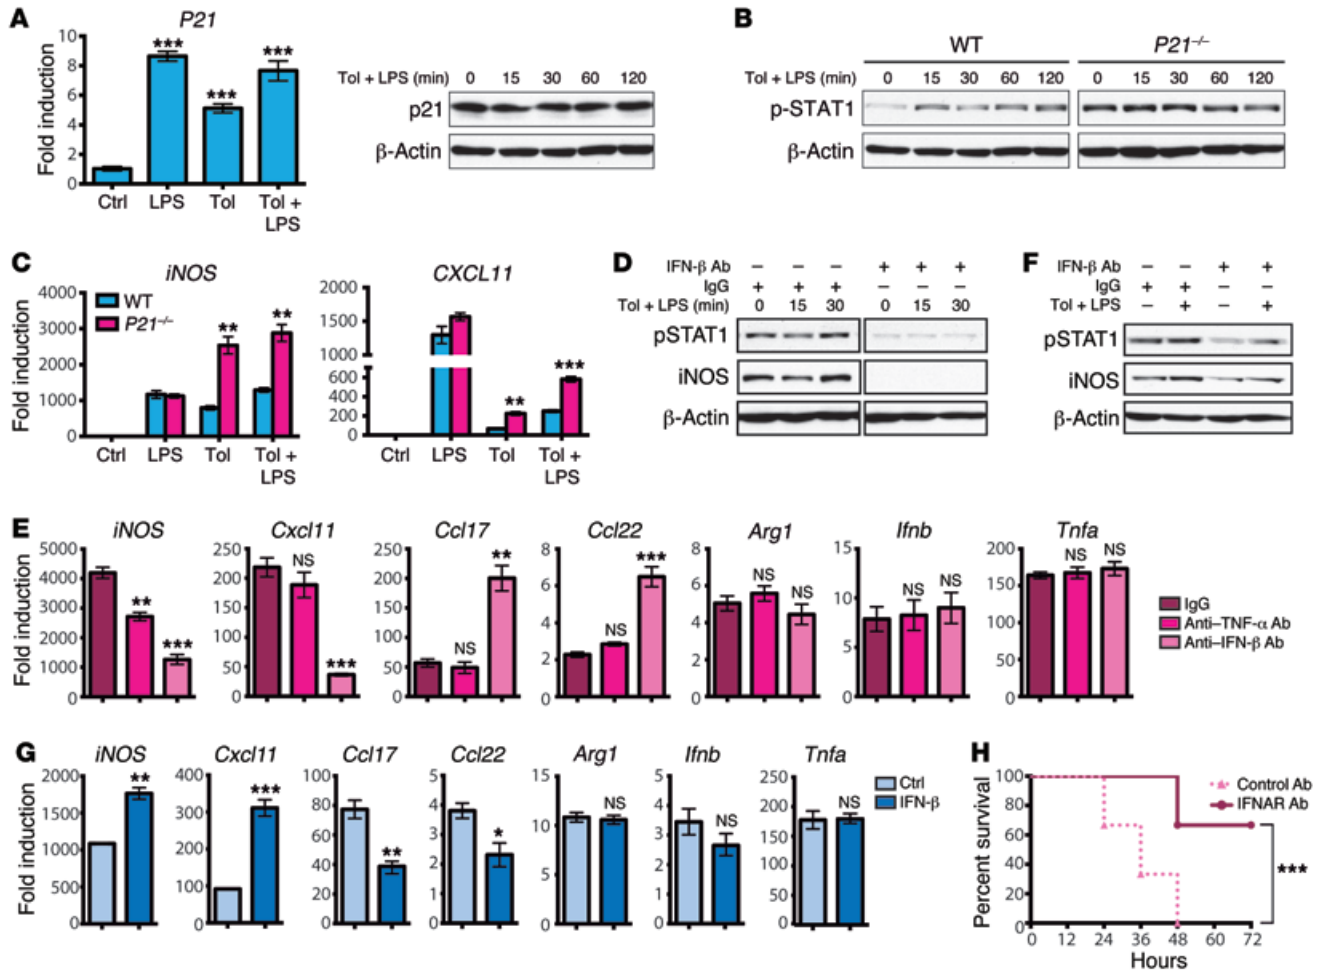 A
P21
Fold induction
10
8
6
4
2
0
***
***
***
Ctrl
LPS
Tol
Tol +
LPS
Tol + LPS (min) 0 15 30 60 120
p21
β-Actin
B
WT
P21–/–
Tol + LPS (min) 0 15 30 60 120 0 15 30 60 120
p-STAT1
β-Actin
C
iNOS
Fold induction
4000
3000
2000
1000
0
WT
P21–/–
**
**
Ctrl
LPS
Tol
Tol +
LPS
CXCL11
2000
1500
1000
600
400
200
0
**
***
Ctrl
LPS
Tol
Tol +
LPS
D
IFN-β Ab – – – + + +
IgG + + + – – –
Tol + LPS (min) 0 15 30 0 15 30
pSTAT1
iNOS
β-Actin
F
IFN-β Ab – – + +
IgG + + – –
Tol + LPS – + – +
pSTAT1
iNOS
β-Actin
E
Fold induction
iNOS
5000
4000
3000
2000
1000
0
**
***
Cxcl11
250
200
150
100
50
0
NS
***
Ccl17
250
200
150
100
50
0
NS
**
Ccl22
8
6
4
2
0
NS
***
Arg1
8
6
4
2
0
NS
NS
Ifnb
15
10
5
0
NS
NS
Tnfa
200
150
100
50
0
NS
NS
IgG
Anti–TNF-α Ab
Anti–IFN-β Ab
G
Fold induction
iNOS
2000
1500
1000
500
0
**
Cxcl11
400
300
200
100
0
***
Ccl17
100
80
60
40
20
0
**
Ccl22
5
4
3
2
1
0
*
Arg1
15
10
5
0
NS
Ifnb
5
4
3
2
1
0
NS
Tnfa
250
200
150
100
50
0
NS
Ctrl
IFN-β
H
Percent survival
100
80
60
40
20
0
0 12 24 36 48 60 72
Hours
Control Ab
IFNAR Ab
***